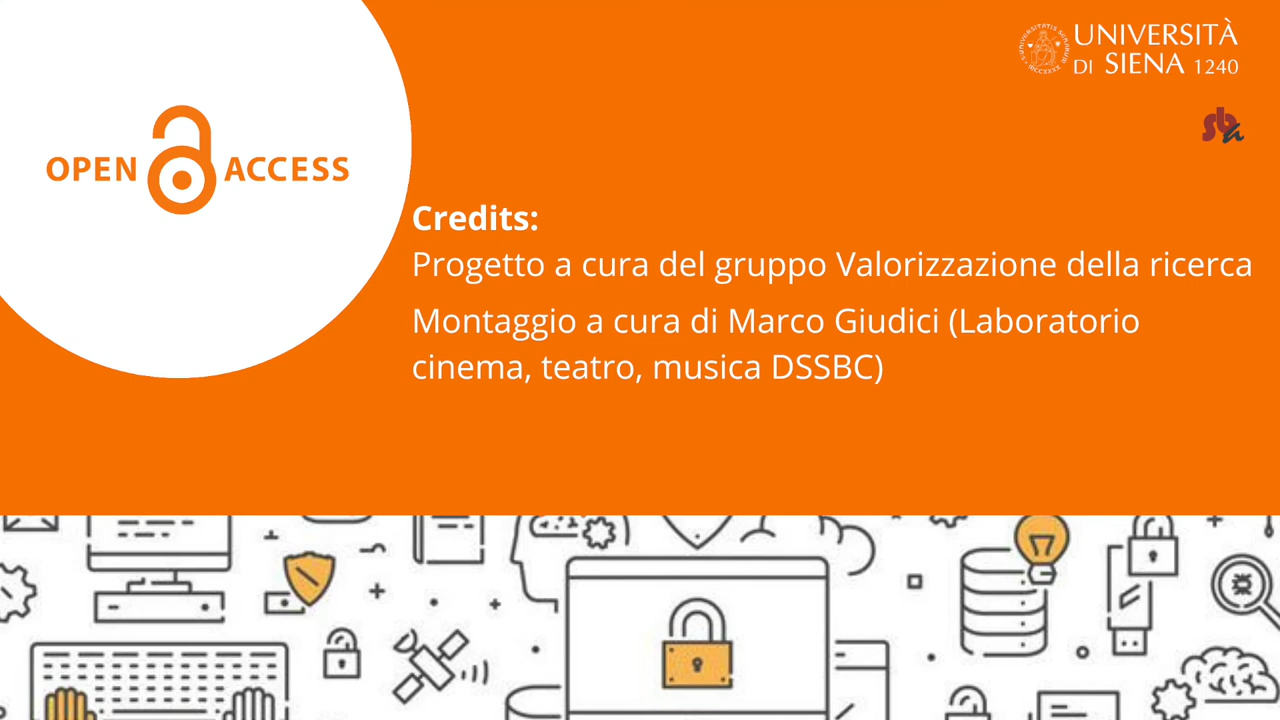 UNIVERSITÀ
DI SIENA 1240
sba
OPEN ACCESS
Credits:
Progetto a cura del gruppo Valorizzazione della ricerca
Montaggio a cura di Marco Giudici (Laboratorio
cinema, teatro, musica DSSBC)